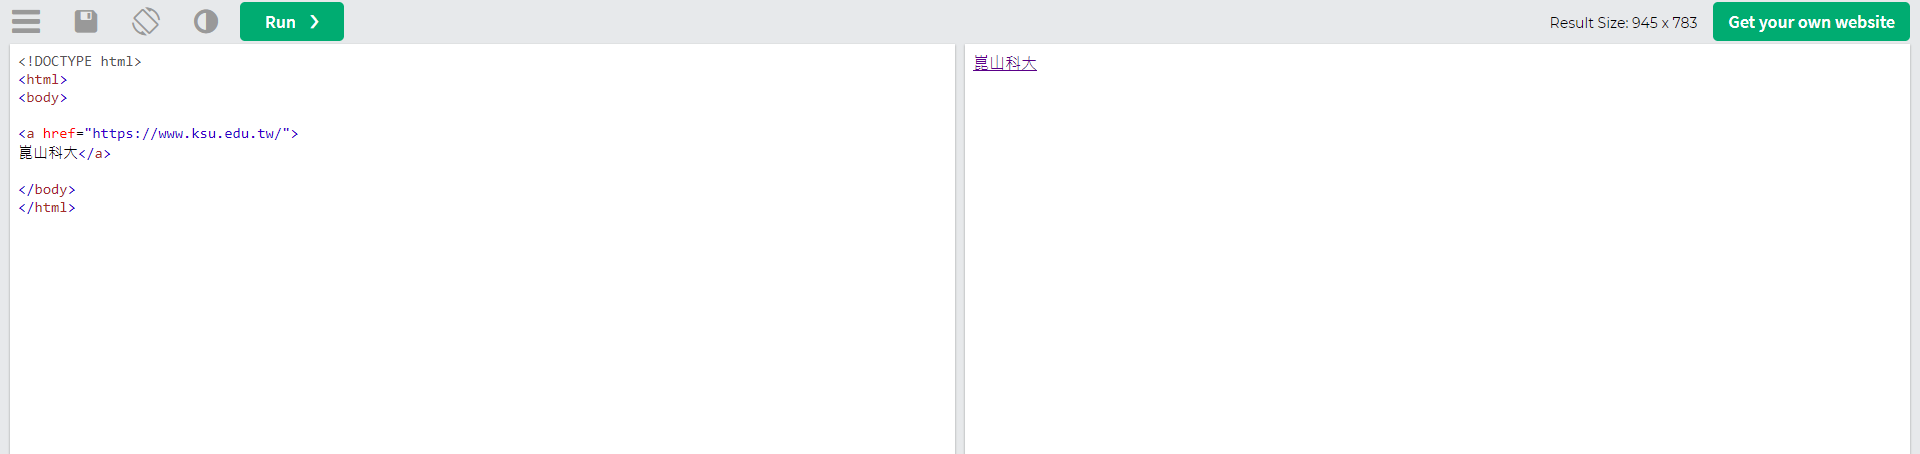 Run ❯
Result Size: 945 x 783
Get your own website
<!DOCTYPE html>
<html>
<body>
<a href="https://www.ksu.edu.tw/">
崑山科大</a>
</body>
</html>
崑山科大